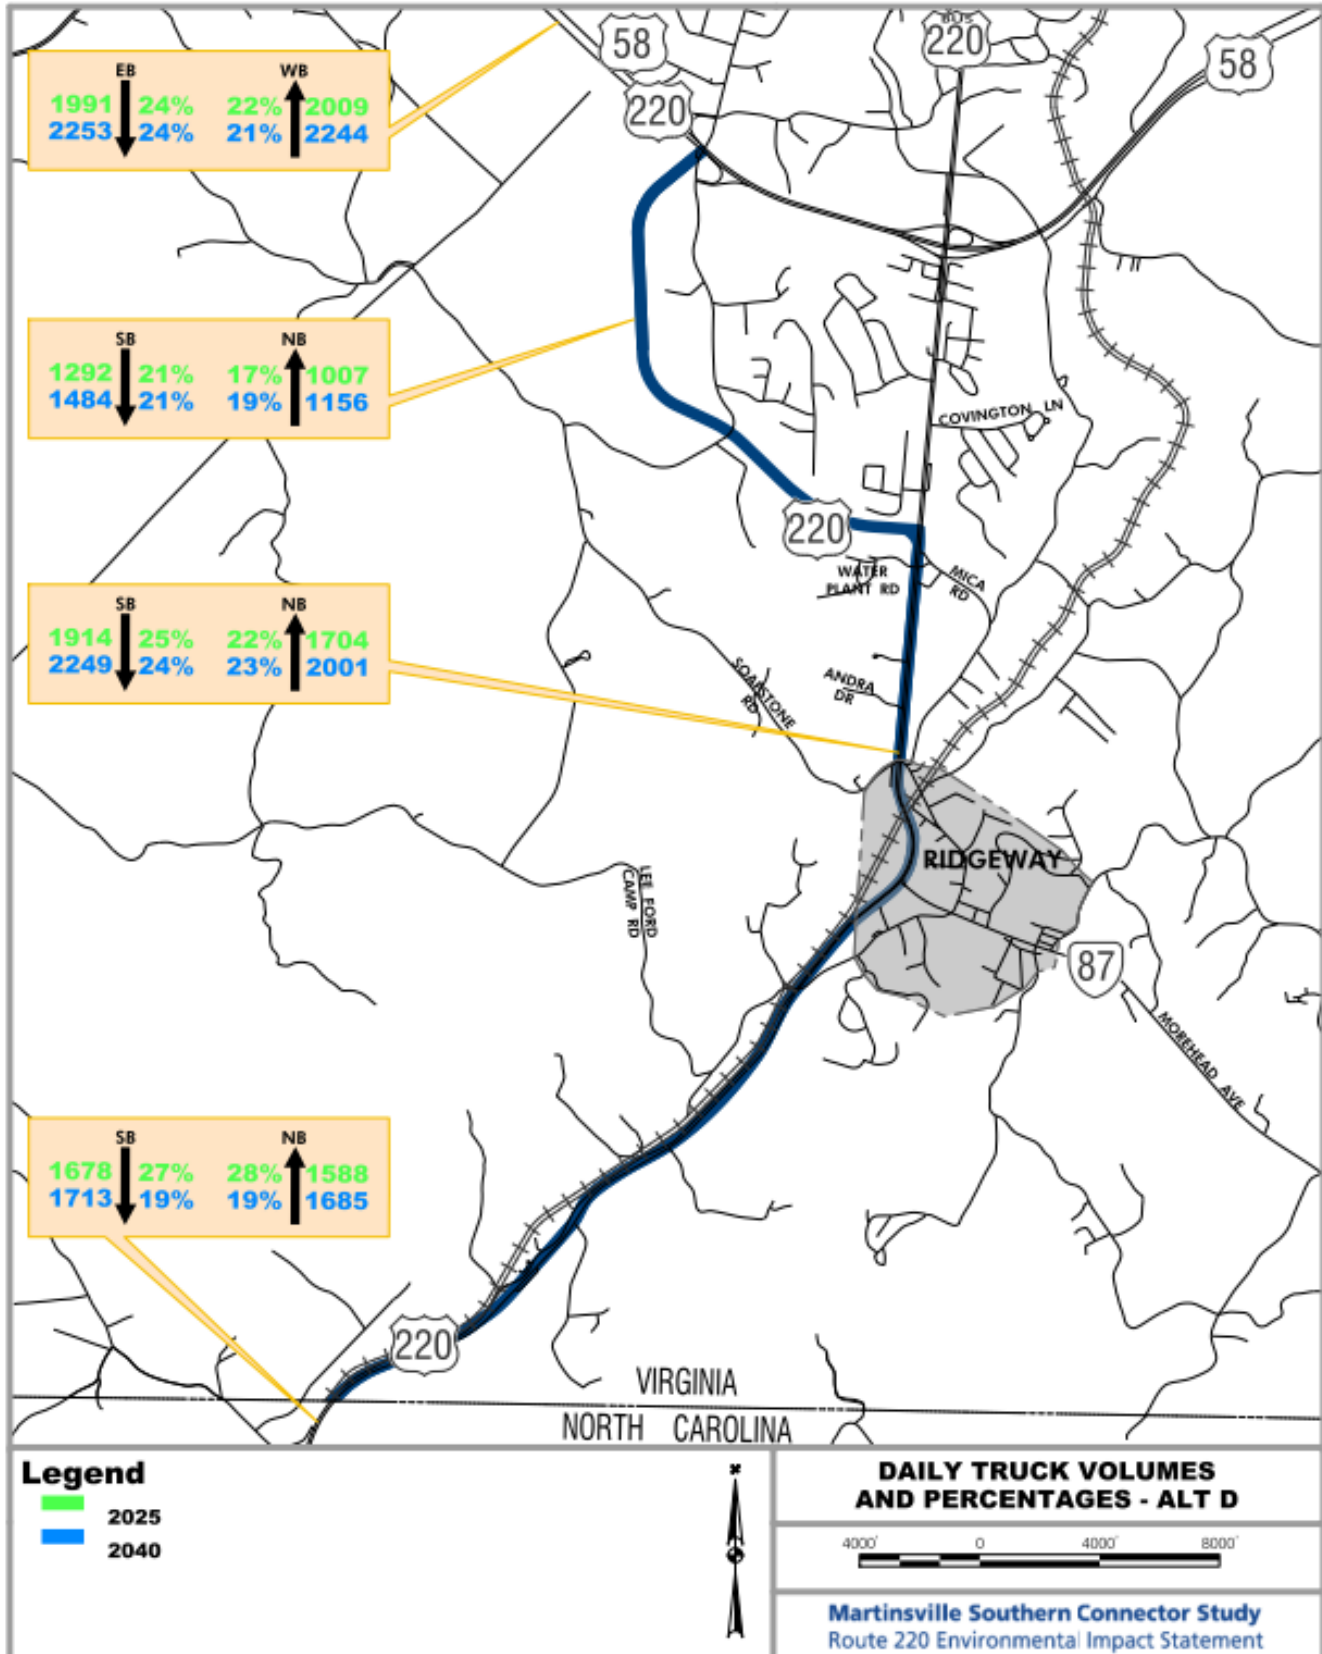 58
BUS
220
58
220
EB WB
1991 24% 22% 2009
2253 24% 21% 2244
SB NB
1292 21% 17% 1007
1484 21% 19% 1156
COVINGTON LN
220
WATER
PLANT RD
MICA
RD
SB NB
1914 25% 22% 1704
2249 24% 23% 2001
SOAPSTONE
RD
ANDRA
DR
RIDGEWAY
LEE FORD
CAMP RD
87
MOREHEAD AVE
SB NB
1678 27% 28% 1588
1713 19% 19% 1685
220
VIRGINIA
NORTH CAROLINA
Legend
2025
2040
DAILY TRUCK VOLUMES
AND PERCENTAGES - ALT D
4000' 0 4000' 8000'
Martinsville Southern Connector Study
Route 220 Environmental Impact Statement